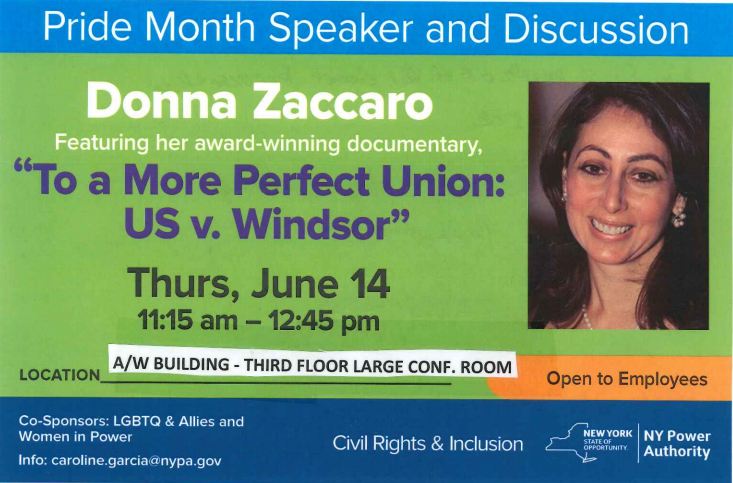 Pride Month Speaker and Discussion
Donna Zaccaro
Featuring her award-winning documentary,
“To a More Perfect Union:
US v. Windsor”
Thurs, June 14
11:15 am – 12:45 pm
LOCATION A/W BUILDING - THIRD FLOOR LARGE CONF. ROOM
Open to Employees
Co-Sponsors: LGBTQ & Allies and
Women in Power
Info: caroline.garcia@nypa.gov
Civil Rights & Inclusion
NEW YORK
STATE OF
OPPORTUNITY.
NY Power
Authority